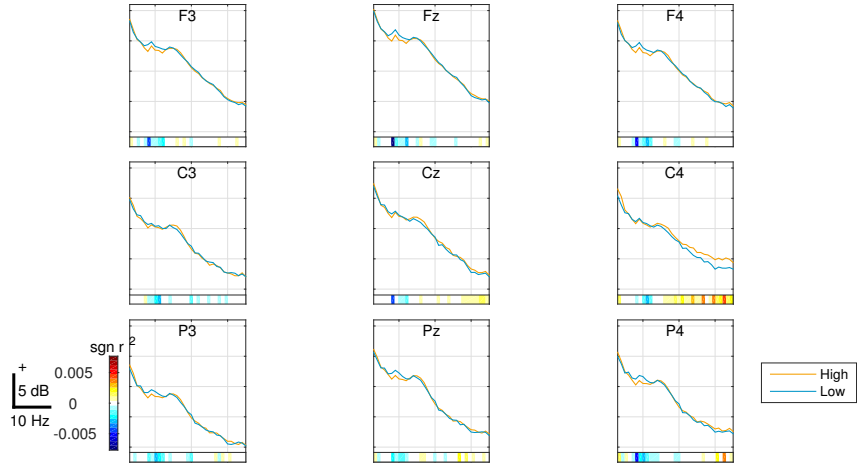 F3
Fz
F4
C3
Cz
C4
P3
Pz
P4
sgn r 2
0.005
0
-0.005
+
5 dB
10 Hz
High
Low